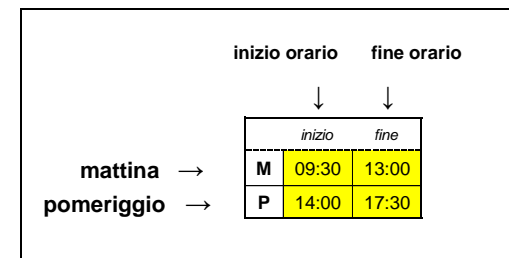 inizio orario fine orario
↓ ↓
inizio fine
mattina → M 09:30 13:00
pomeriggio → P 14:00 17:30